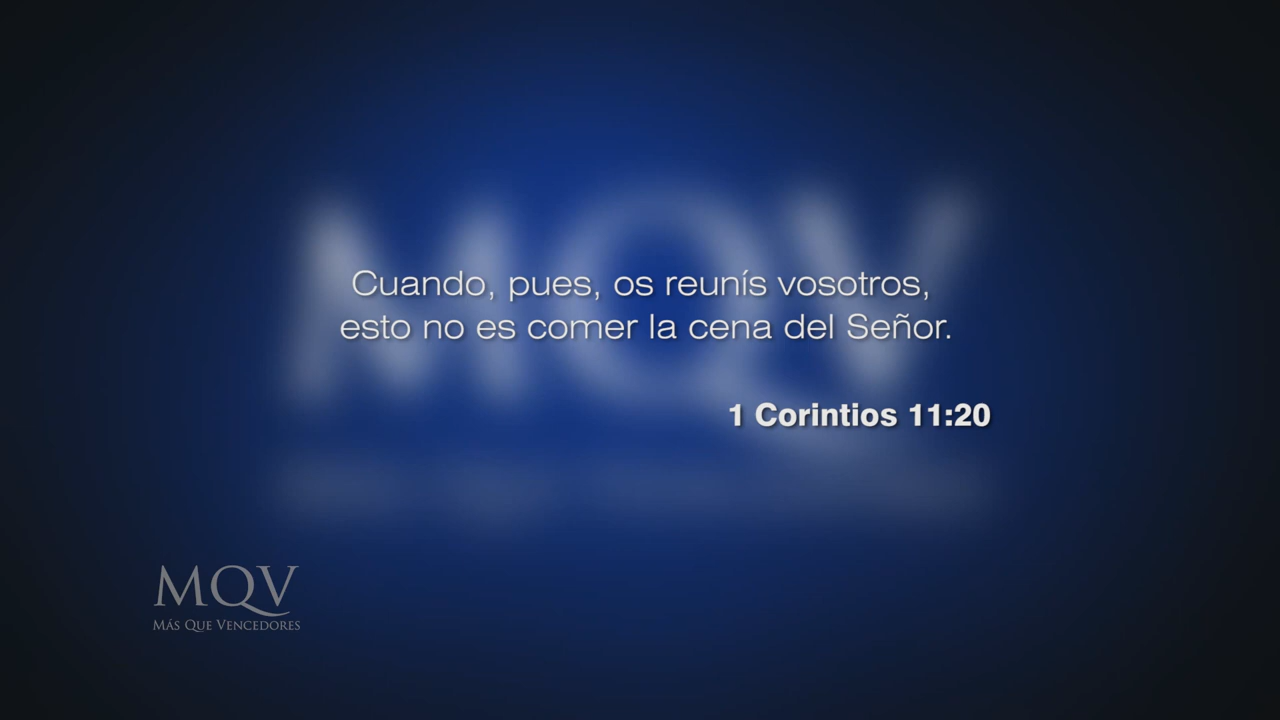 Cuando, pues, os reunís vosotros,
esto no es comer la cena del Señor.
1 Corintios 11:20
MQV
MÁS QUE VENCEDORES